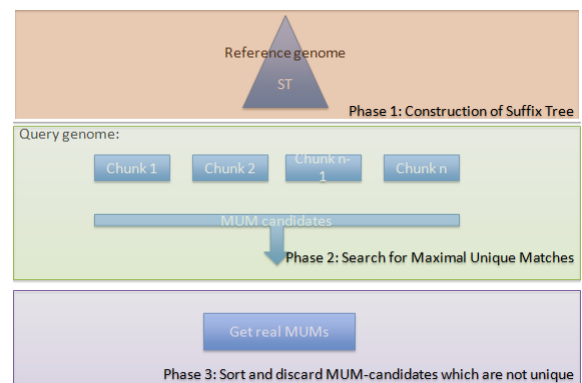 Reference genome
ST
Phase 1: Construction of Suffix Tree
Query genome:
Chunk 1
Chunk 2
Chunk n-
1
Chunk n
MUM candidates
Phase 2: Search for Maximal Unique Matches
Get real MUMs
Phase 3: Sort and discard MUM-candidates which are not unique